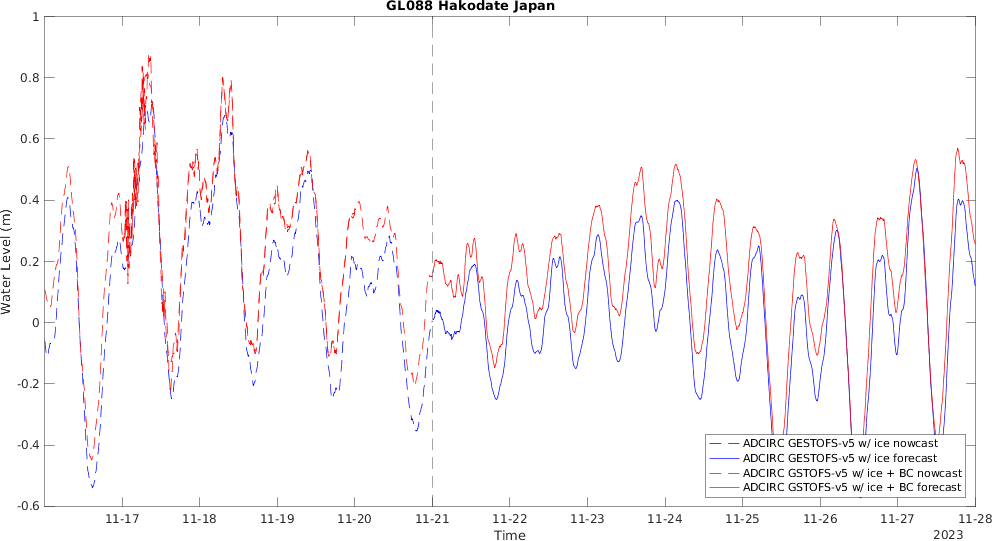 GL088 Hakodate Japan
1
0.8
0.6
0.4
0.2
0
-0.2
-0.4
-0.6
Water Level (m)
11-17 11-18 11-19 11-20 11-21 11-22 11-23 11-24 11-25 11-26 11-27 11-28
Time
2023
ADCIRC GESTOFS-v5 w/ ice nowcast
ADCIRC GESTOFS-v5 w/ ice forecast
ADCIRC GSTOFS-v5 w/ ice + BC nowcast
ADCIRC GSTOFS-v5 w/ ice + BC forecast